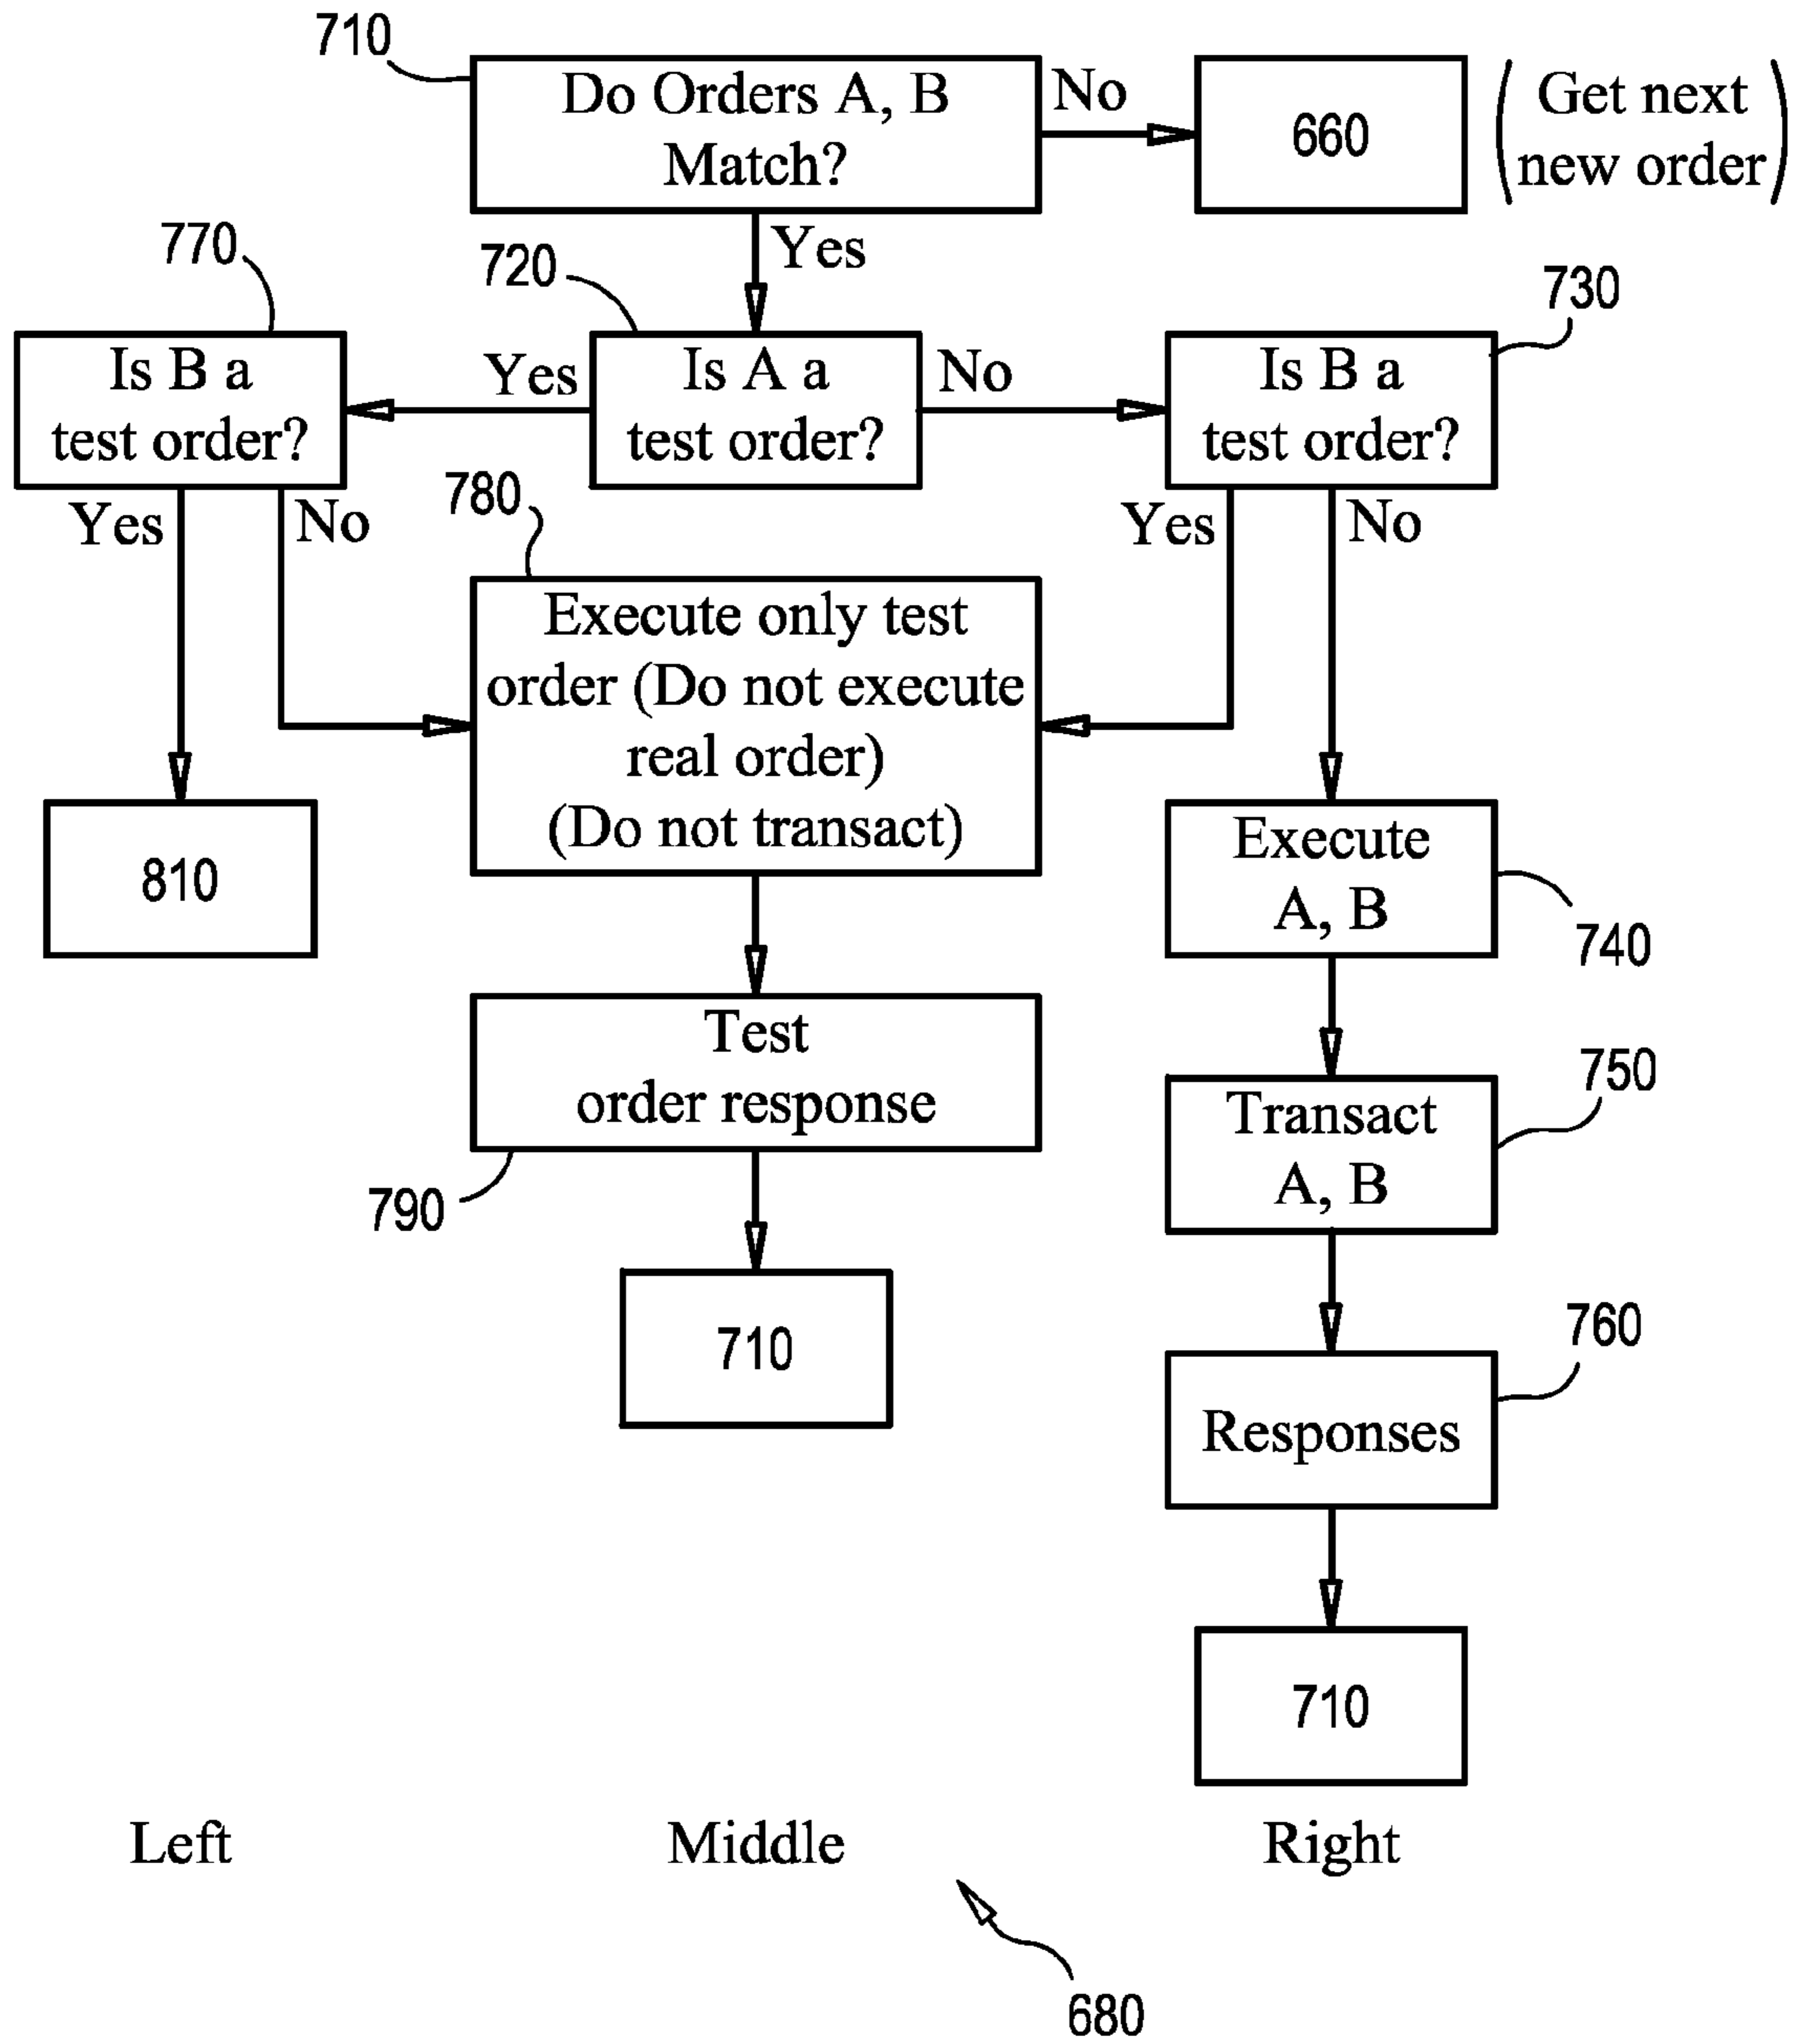 710
Do Orders A, B
Match?
No
660
(Get next
new order)
Yes
770
720
730
Is B a
test order?
Yes
Is A a
test order?
No
Is B a
test order?
Yes
No
780
Yes
No
Execute only test
order (Do not execute
real order)
(Do not transact)
810
Execute
A, B
740
Test
order response
790
Transact
A, B
750
710
Responses
760
710
Left
Middle
Right
680